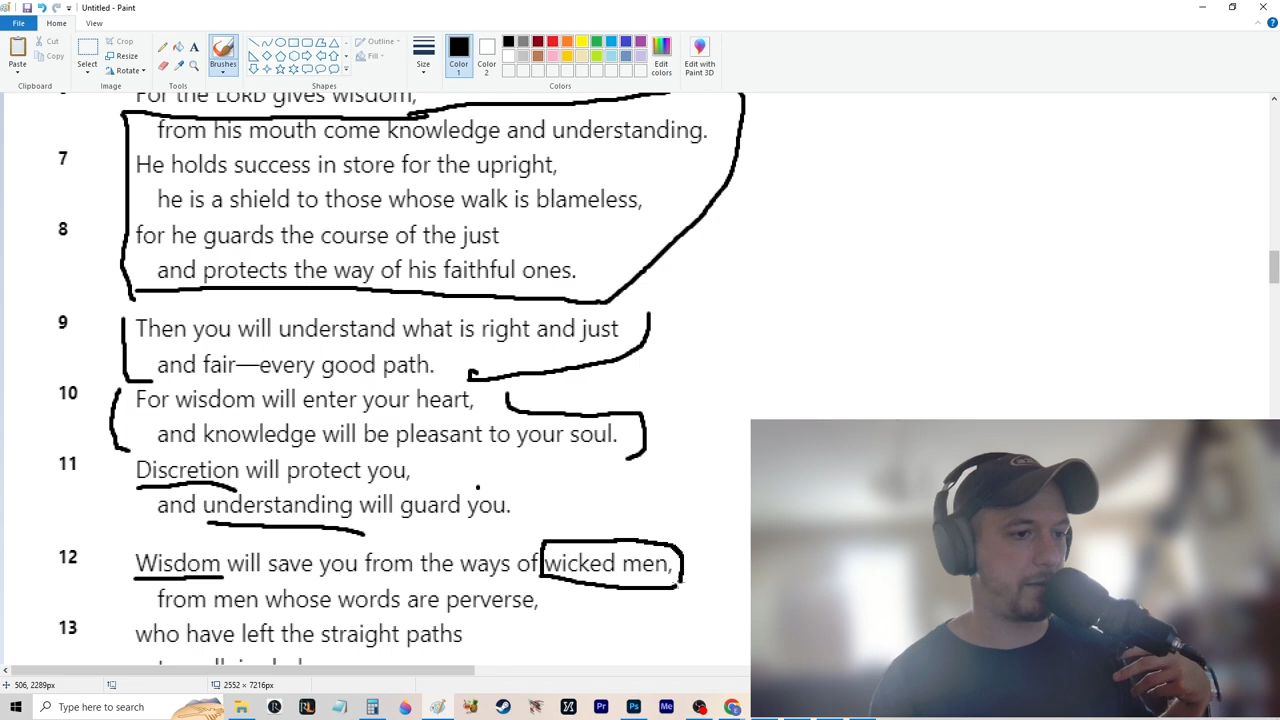 Untitled - Paint
File
Home
View
Paste
Cut
Copy
Clipboard
Select
Crop
Resize
Rotate
Image
Tools
Brushes
Shapes
Outline
Fill
Size
Color 1
Color 2
Colors
Edit colors
Edit with Paint 3D
For the LORD gives wisdom,
from his mouth come knowledge and understanding.
7 He holds success in store for the upright,
he is a shield to those whose walk is blameless,
8 for he guards the course of the just
and protects the way of his faithful ones.
9 Then you will understand what is right and just
and fair—every good path.
10 For wisdom will enter your heart,
and knowledge will be pleasant to your soul.
11 Discretion will protect you,
and understanding will guard you.
12 Wisdom will save you from the ways of wicked men,
from men whose words are perverse,
13 who have left the straight paths
506, 2289px
2552 × 7216px
Type here to search